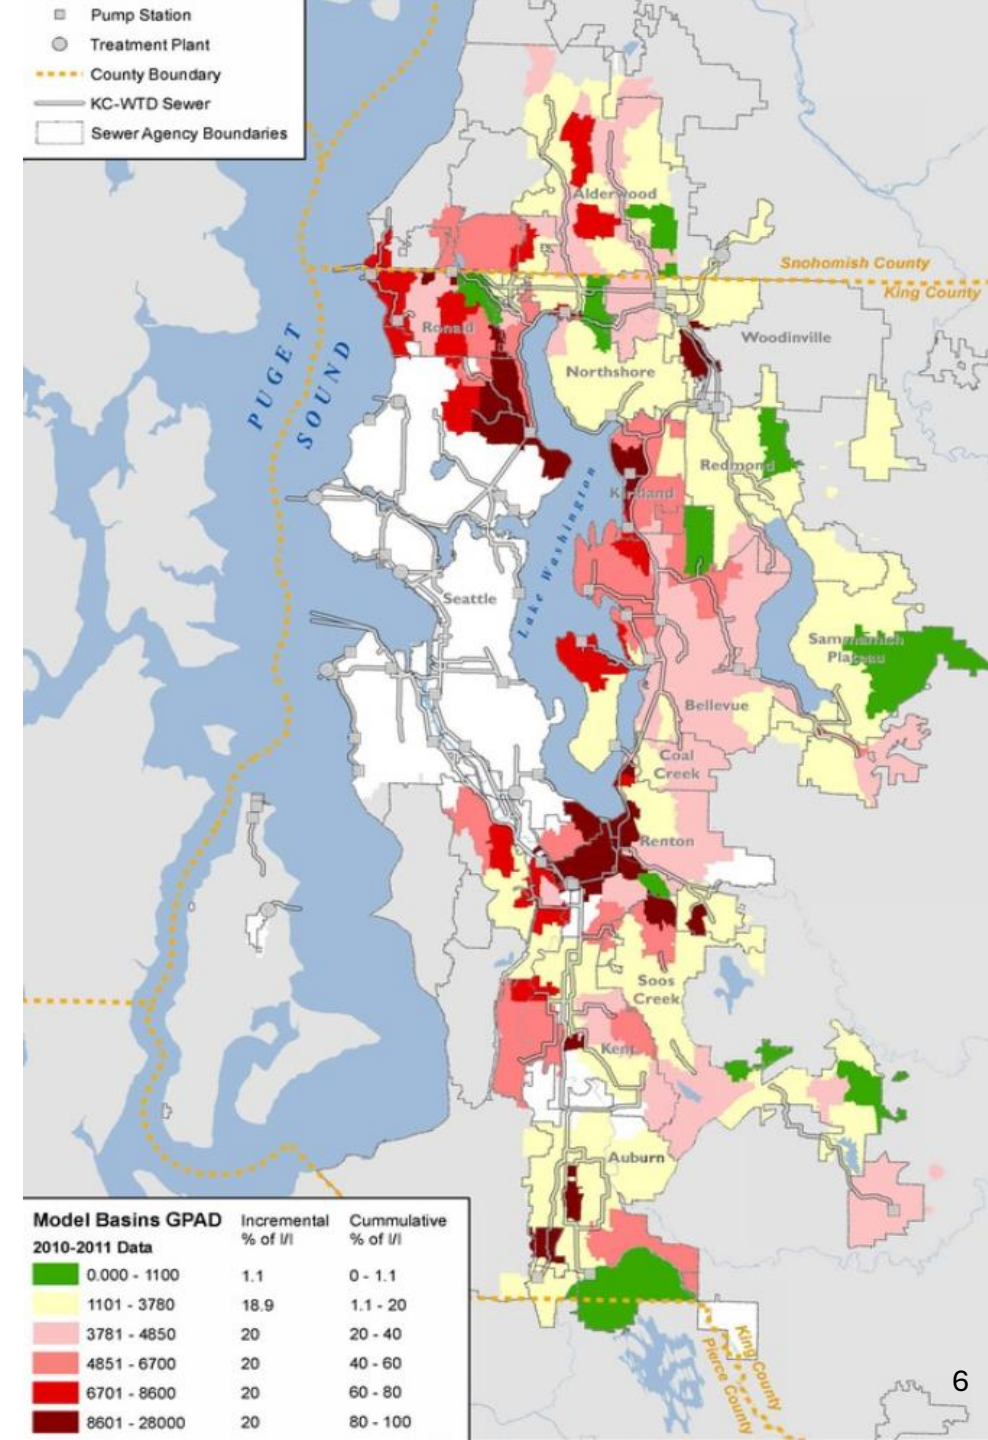 Pump Station
Treatment Plant
County Boundary
KC-WTD Sewer
Sewer Agency Boundaries
Alderwood
Snohomish County
King County
PUGET
SOUND
Ronald
Woodinville
Northshore
Redmond
Kirkland
Lake Washington
Seattle
Sammamish
Plateau
Bellevue
Coal
Creek
Renton
Soos
Creek
Kent
Auburn
Model Basins GPAD
2010-2011 Data
Incremental
% of I/I
Cummulative
% of I/I
0.000 - 1100 1.1 0 - 1.1
1101 - 3780 18.9 1.1 - 20
3781 - 4850 20 20 - 40
4851 - 6700 20 40 - 60
6701 - 8600 20 60 - 80
8601 - 28000 20 80 - 100
King County
Pierce County
6